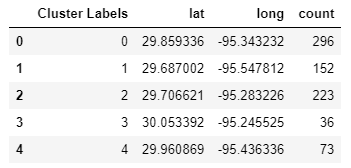 Cluster Labels lat long count
0 0 29.859336 -95.343232 296
1 1 29.687002 -95.547812 152
2 2 29.706621 -95.283226 223
3 3 30.053392 -95.245525 36
4 4 29.960869 -95.436336 73